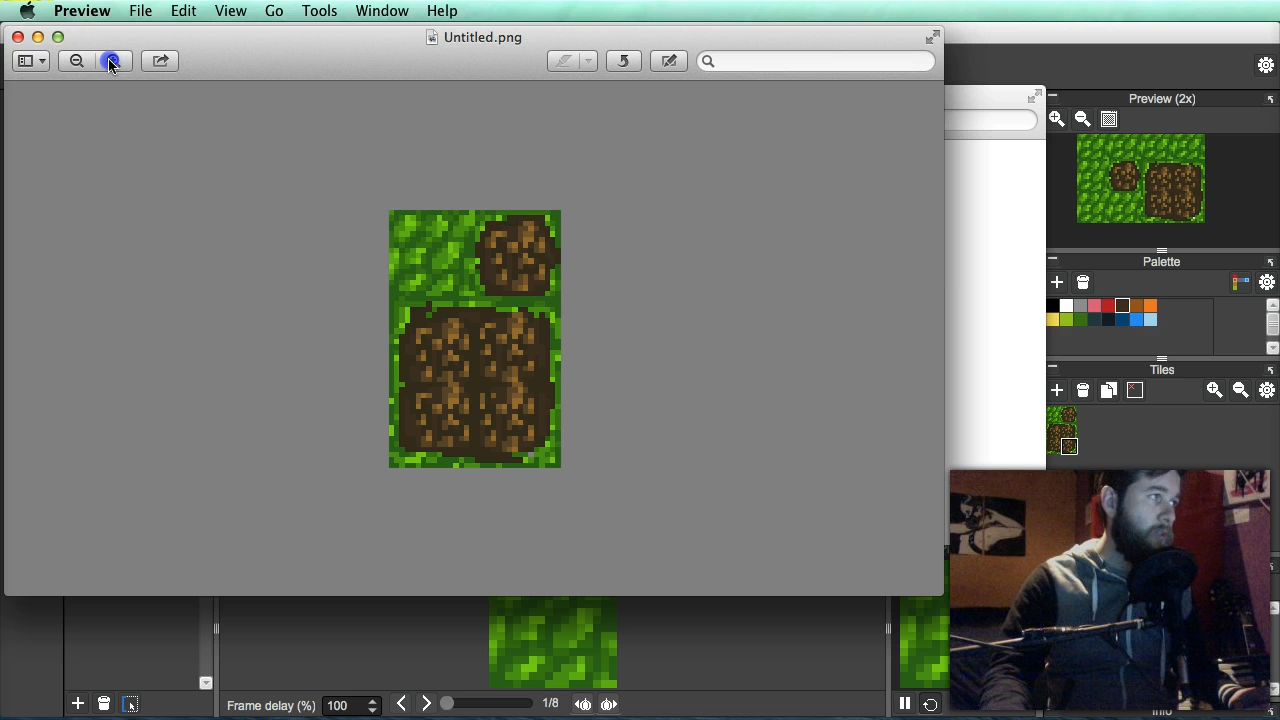 Preview File Edit View Go Tools Window Help
Untitled.png
Preview (2x)
Palette
Tiles
Frame delay (%) 100 1/8
Info